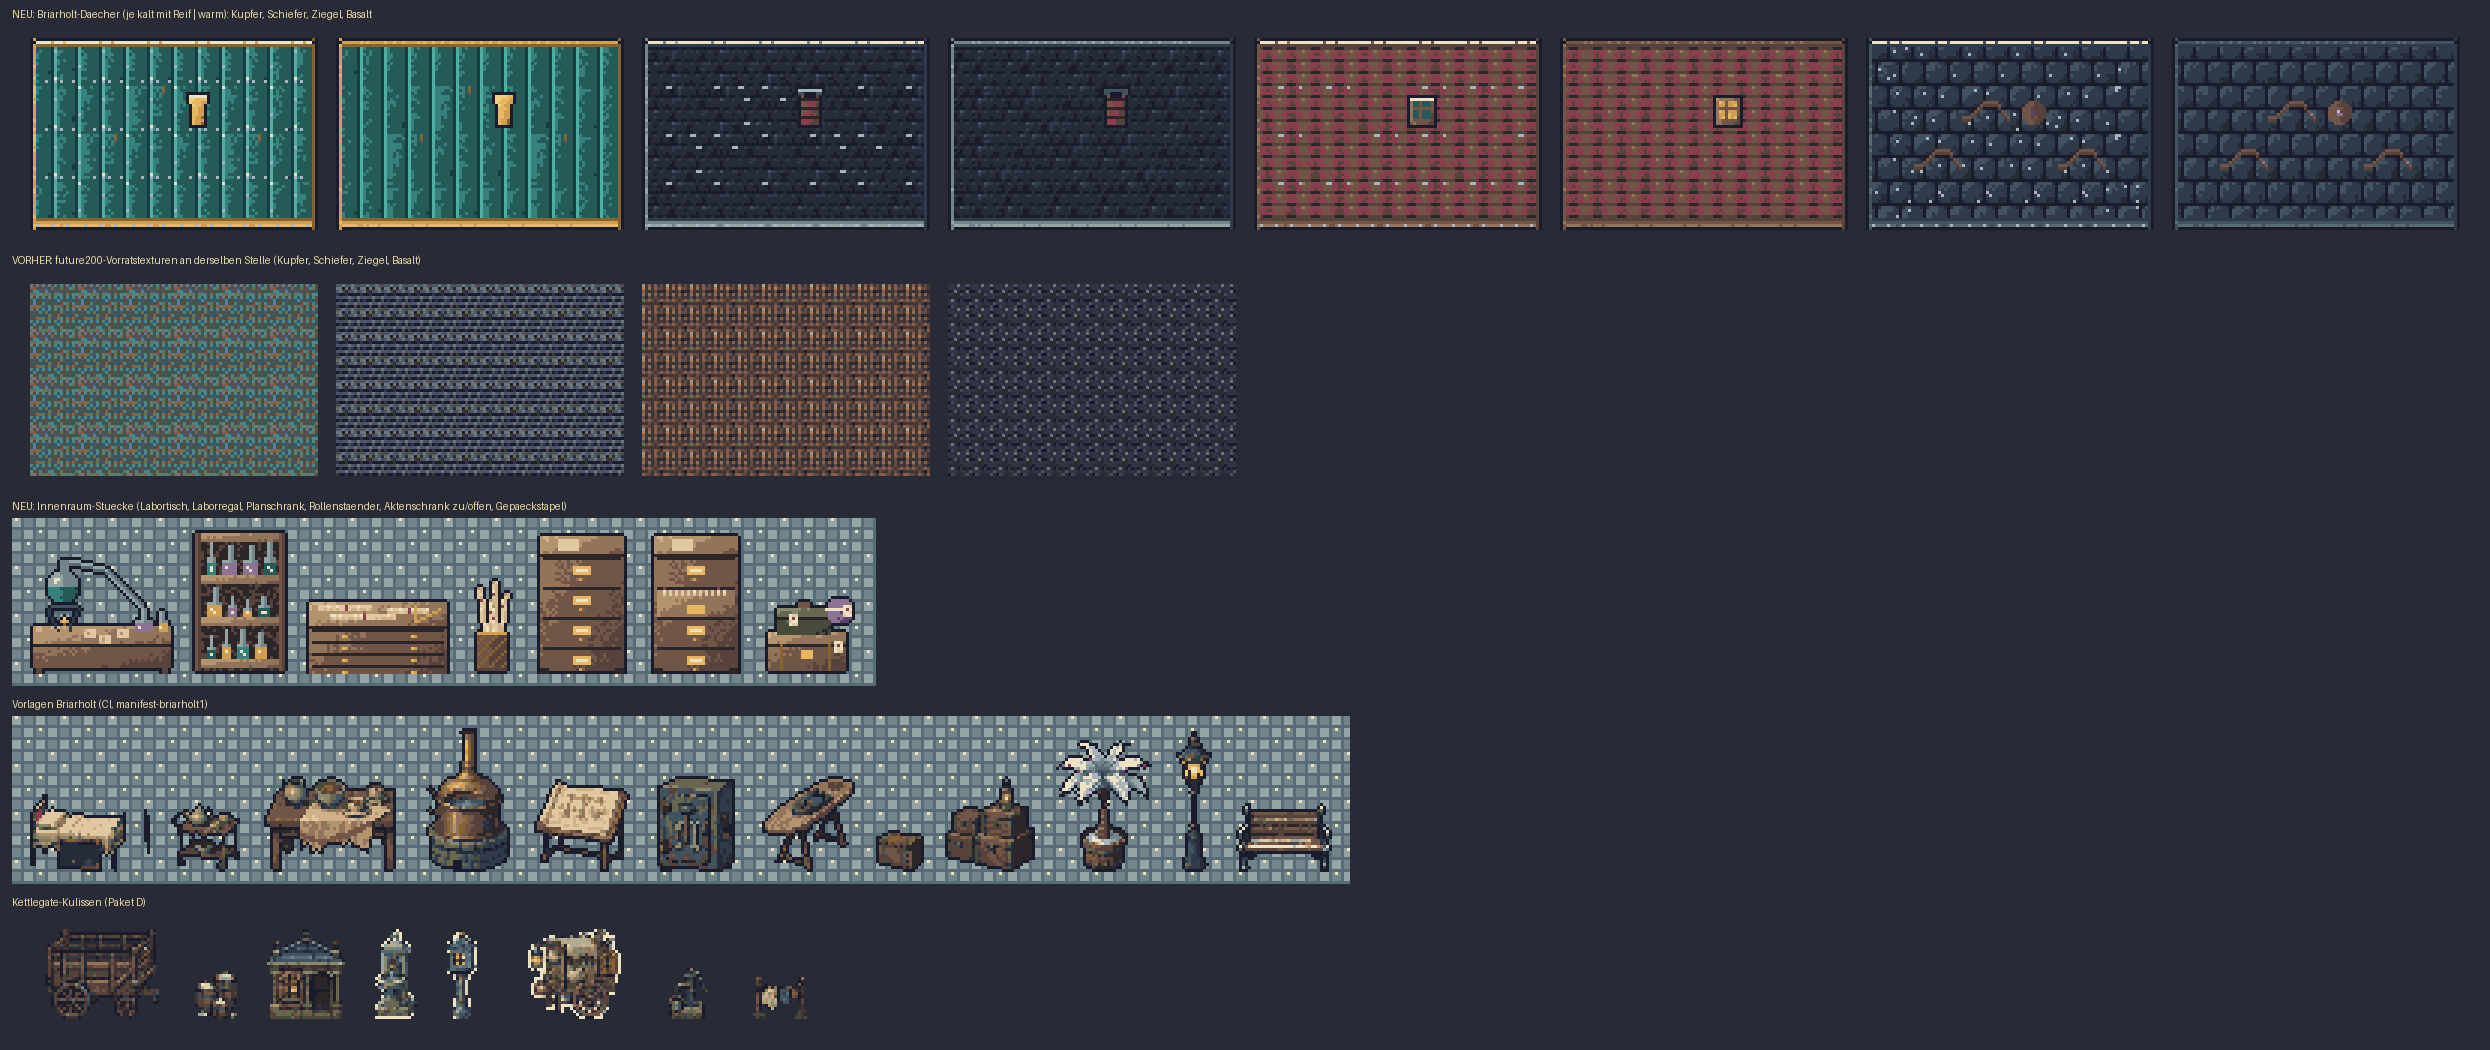 NEU: Briarholt-Daecher (je kalt mit Reif | warm): Kupfer, Schiefer, Ziegel, Basalt
VORHER: future200-Vorratstexturen an derselben Stelle (Kupfer, Schiefer, Ziegel, Basalt)
NEU: Innenraum-Stuecke (Labortisch, Laborregal, Planschrank, Rollenstaender, Aktenschrank zu/offen, Gepaeckstapel)
Vorlagen Briarholt (CI, manifest-briarholt1)
Kettlegate-Kulissen (Paket D)